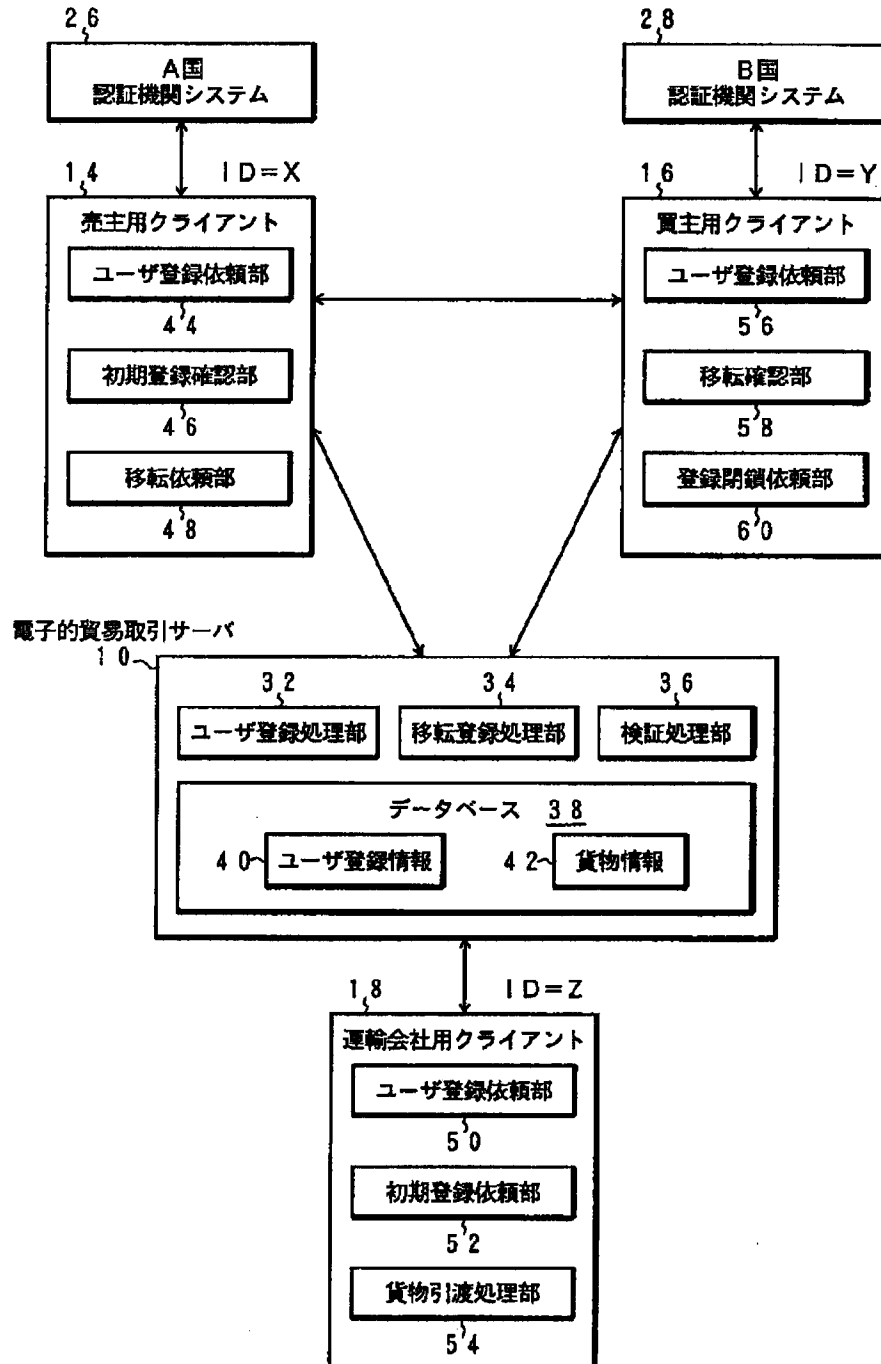 26
A国
認証機関システム
28
B国
認証機関システム
14
ID=X
売主用クライアント
ユーザ登録依頼部
44
初期登録確認部
46
移転依頼部
48
16
ID=Y
買主用クライアント
ユーザ登録依頼部
56
移転確認部
58
登録閉鎖依頼部
60
電子的貿易取引サーバ
10
32
ユーザ登録処理部
34
移転登録処理部
36
検証処理部
データベース 38
40
ユーザ登録情報
42
貨物情報
18
ID=Z
運輸会社用クライアント
ユーザ登録依頼部
50
初期登録依頼部
52
貨物引渡処理部
54